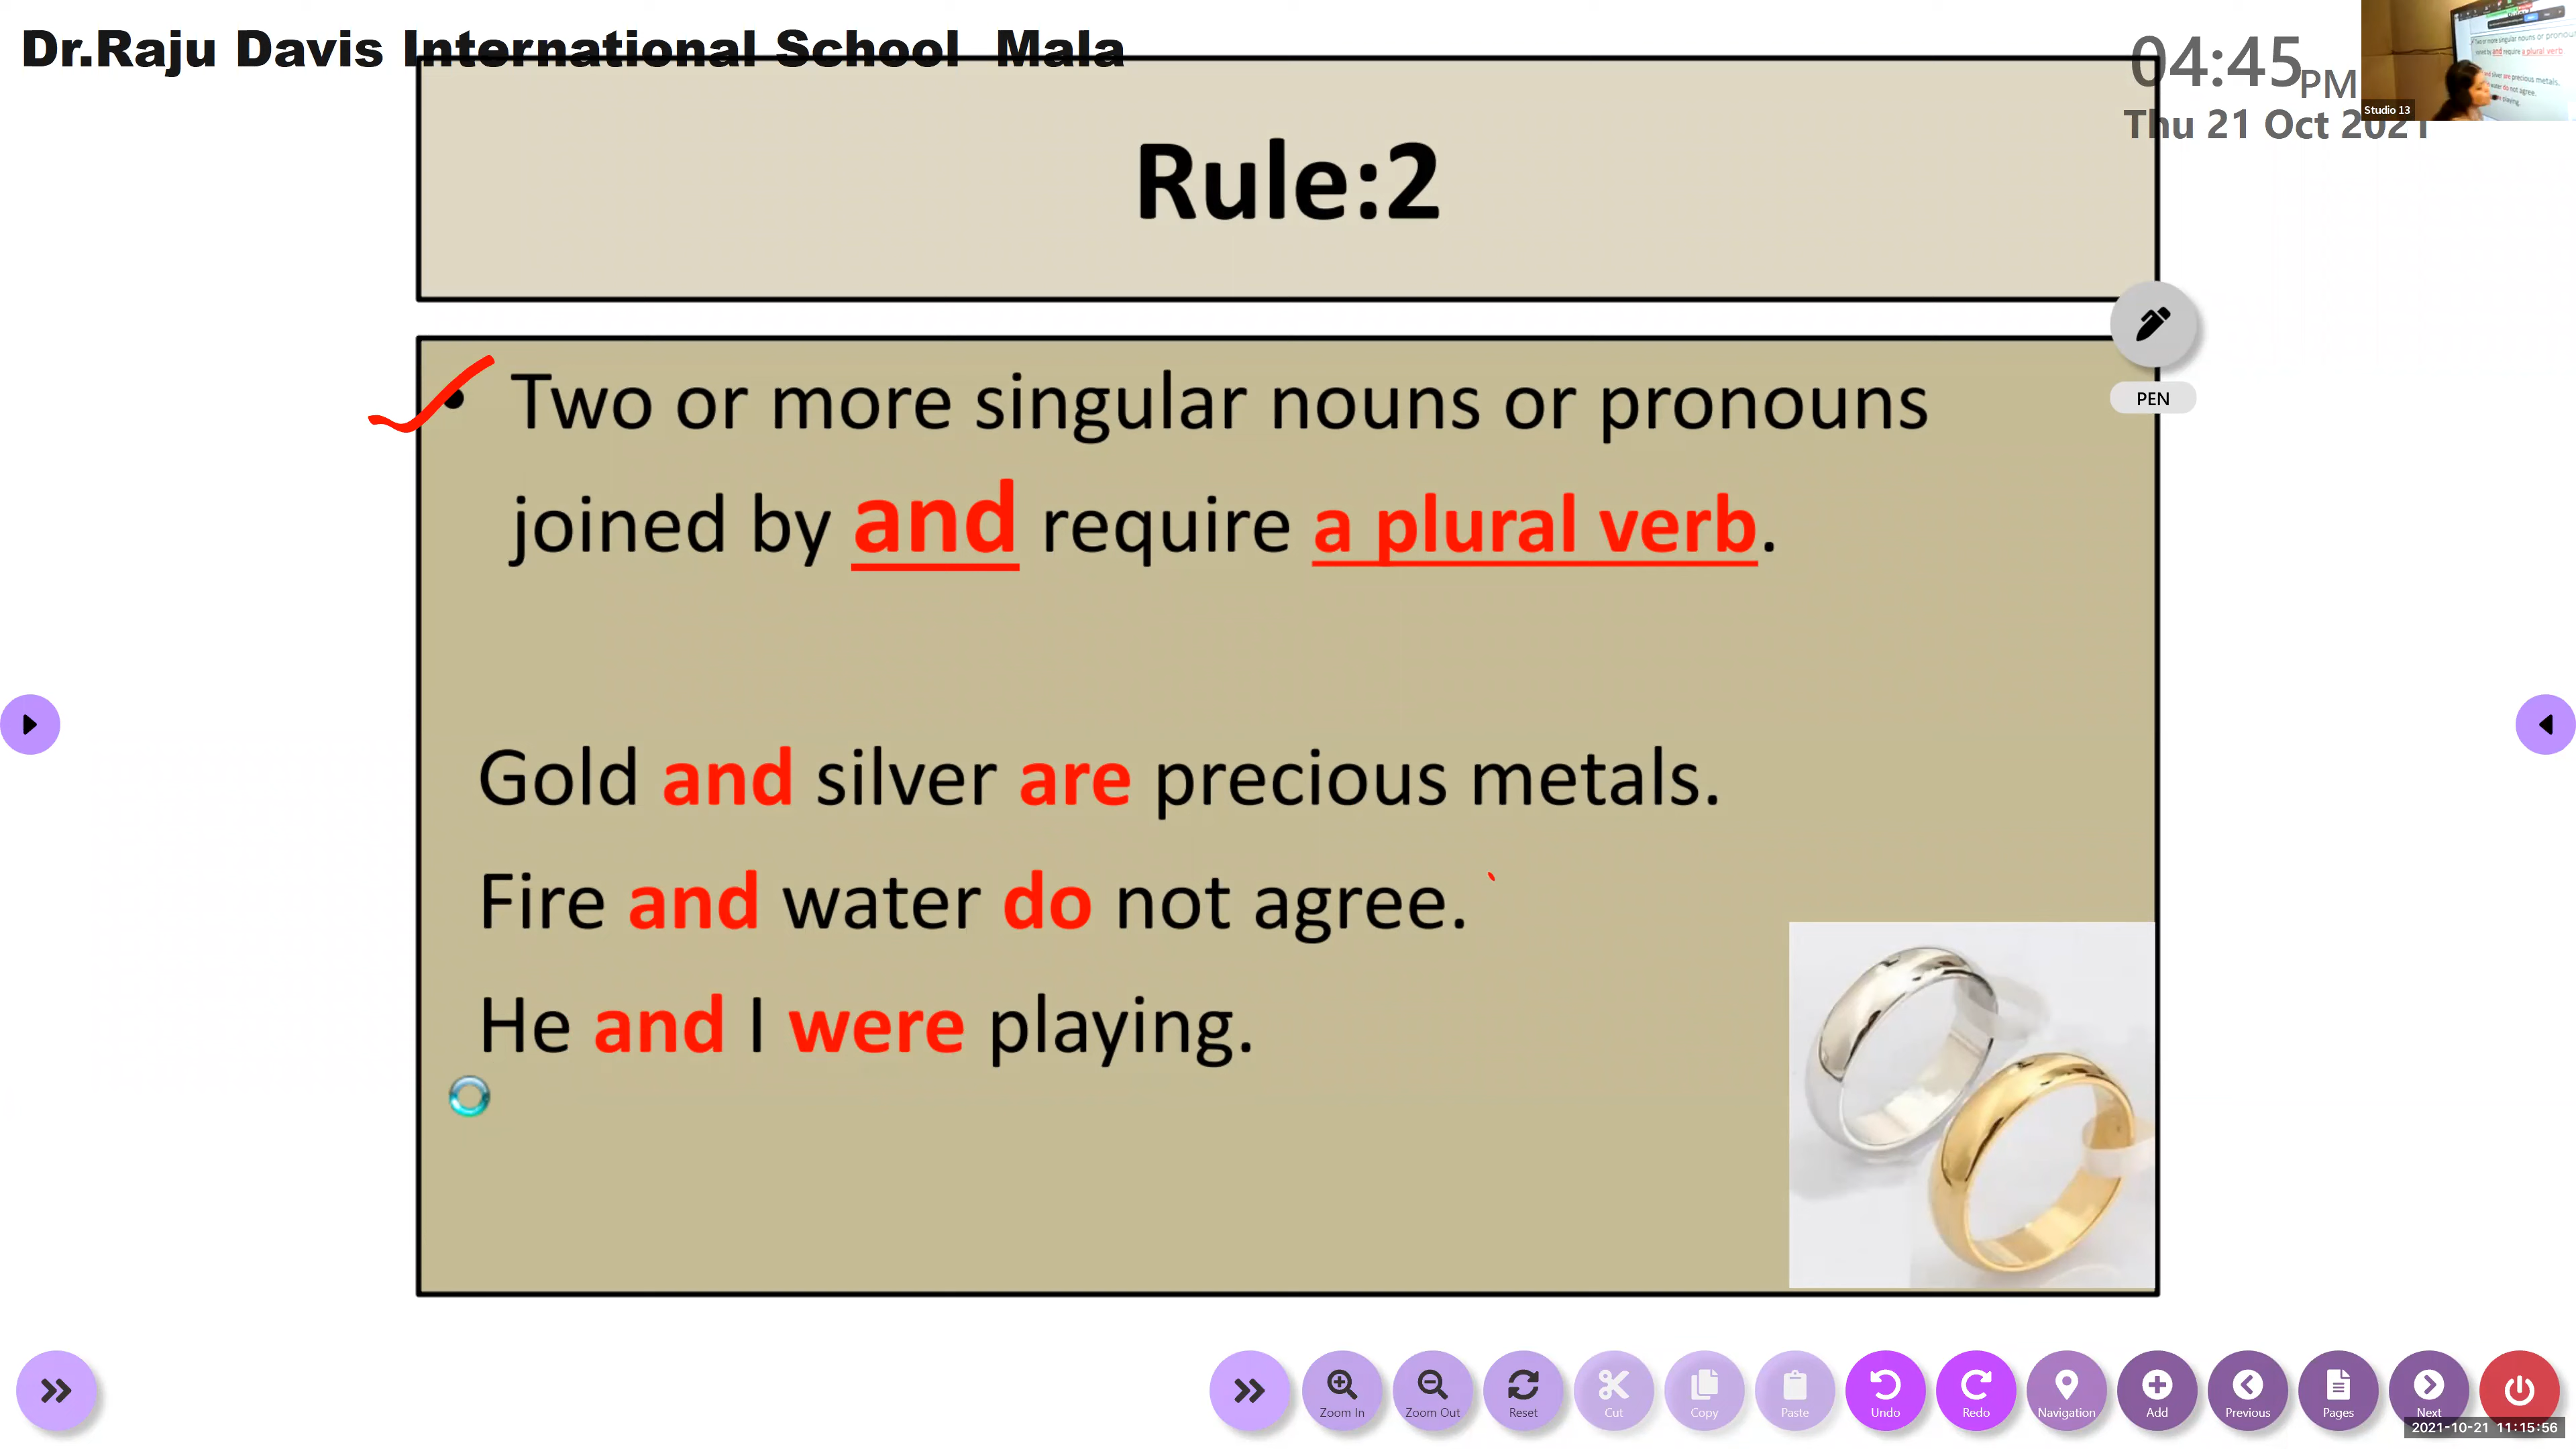 Dr.Raju Davis International School Mala
04:45 PM
Thu 21 Oct 2021
Studio 13
Rule:2
PEN
• Two or more singular nouns or pronouns
joined by and require a plural verb.
Gold and silver are precious metals.
Fire and water do not agree.
He and I were playing.
Zoom In
Zoom Out
Reset
Cut
Copy
Paste
Undo
Redo
Navigation
Add
Previous
Pages
Next
2021-10-21 11:15:56